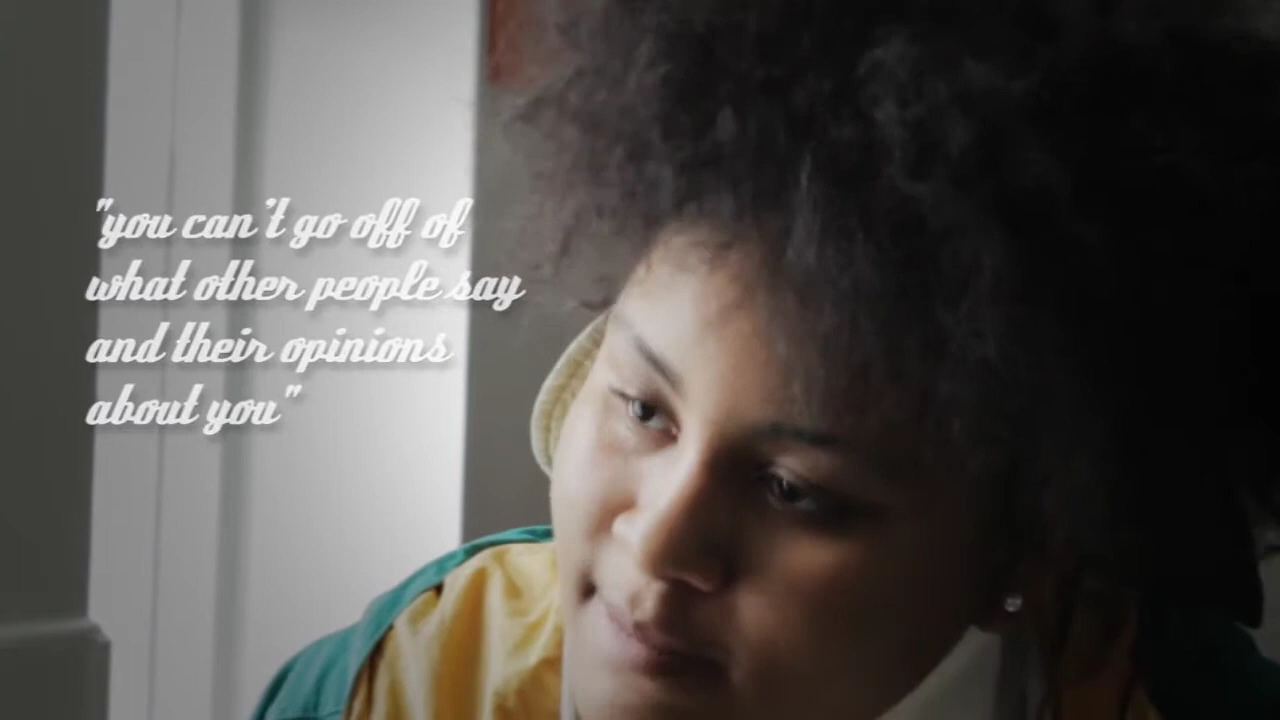 "you can't go off of
what other people say
and their opinions
about you"